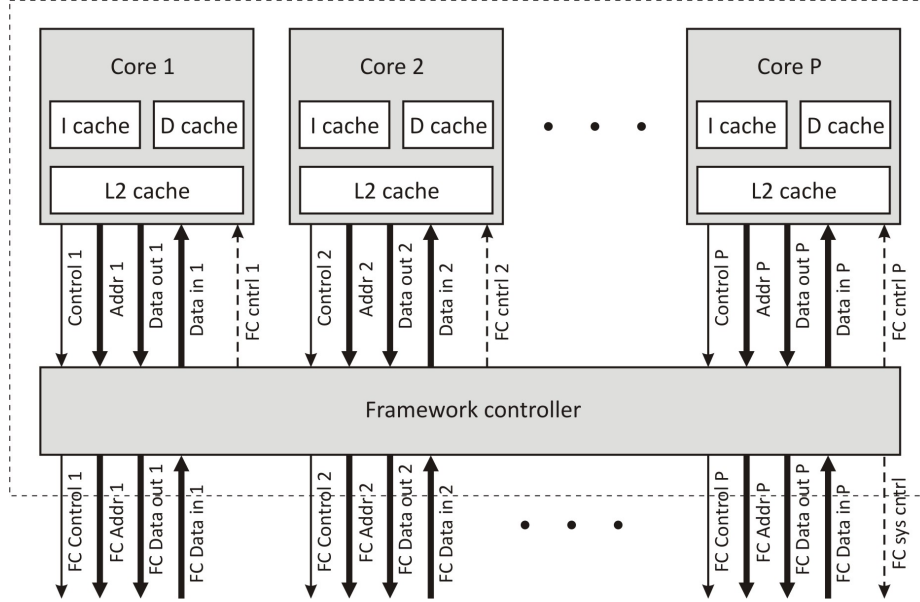 Core 1
Core 2
Core P
I cache
D cache
I cache
D cache
I cache
D cache
L2 cache
L2 cache
L2 cache
Control 1
Addr 1
Data out 1
Data in 1
FC cntrl 1
Control 2
Addr 2
Data out 2
Data in 2
FC cntrl 2
Control P
Addr P
Data out P
Data in P
FC cntrl P
Framework controller
FC Control 1
FC Addr 1
FC Data out 1
FC Data in 1
FC Control 2
FC Addr 2
FC Data out 2
FC Data in 2
FC Control P
FC Addr P
FC Data out P
FC Data in P
FC sys cntrl